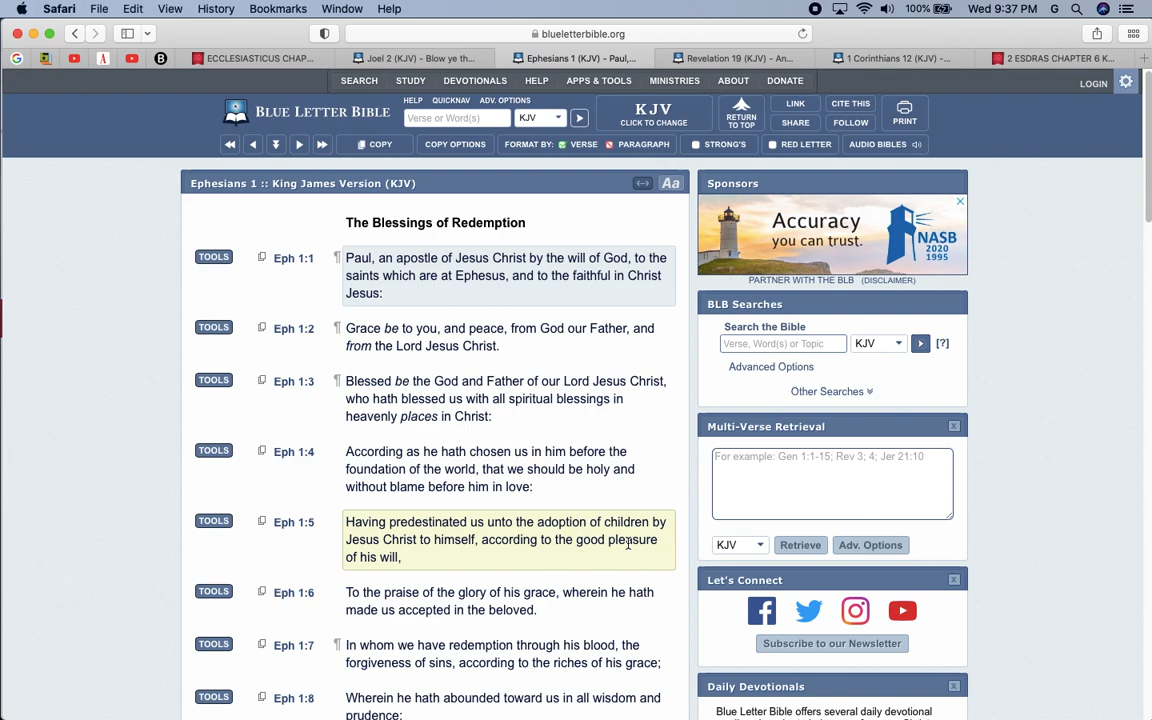 Safari File Edit View History Bookmarks Window Help 100% Wed 9:37 PM G
blueletterbible.org
G A B ECCLESIASTICUS CHAP... Joel 2 (KJV) - Blow ye th... Ephesians 1 (KJV) - Paul,... Revelation 19 (KJV) - An... 1 Corinthians 12 (KJV) -... 2 ESDRAS CHAPTER 6 K...
SEARCH STUDY DEVOTIONALS HELP APPS & TOOLS MINISTRIES ABOUT DONATE LOGIN
BLUE LETTER BIBLE
HELP QUICKNAV ADV. OPTIONS
Verse or Word(s) KJV
KJV
CLICK TO CHANGE
RETURN
TO TOP
LINK CITE THIS
SHARE FOLLOW
PRINT
COPY COPY OPTIONS FORMAT BY: VERSE PARAGRAPH STRONG'S RED LETTER AUDIO BIBLES
Ephesians 1 :: King James Version (KJV) Aa
The Blessings of Redemption
TOOLS Eph 1:1 ¶ Paul, an apostle of Jesus Christ by the will of God, to the
saints which are at Ephesus, and to the faithful in Christ
Jesus:
TOOLS Eph 1:2 ¶ Grace be to you, and peace, from God our Father, and
from the Lord Jesus Christ.
TOOLS Eph 1:3 ¶ Blessed be the God and Father of our Lord Jesus Christ,
who hath blessed us with all spiritual blessings in
heavenly places in Christ:
TOOLS Eph 1:4 According as he hath chosen us in him before the
foundation of the world, that we should be holy and
without blame before him in love:
TOOLS Eph 1:5 Having predestinated us unto the adoption of children by
Jesus Christ to himself, according to the good pleasure
of his will,
TOOLS Eph 1:6 To the praise of the glory of his grace, wherein he hath
made us accepted in the beloved.
TOOLS Eph 1:7 ¶ In whom we have redemption through his blood, the
forgiveness of sins, according to the riches of his grace;
TOOLS Eph 1:8 Wherein he hath abounded toward us in all wisdom and
prudence;
Sponsors
Accuracy
you can trust.
NASB
2020
1995
PARTNER WITH THE BLB (DISCLAIMER)
BLB Searches
Search the Bible
Verse, Word(s) or Topic KJV [?]
Advanced Options
Other Searches
Multi-Verse Retrieval X
For example: Gen 1:1-15; Rev 3; 4; Jer 21:10
KJV Retrieve Adv. Options
Let's Connect X
Subscribe to our Newsletter
Daily Devotionals X
Blue Letter Bible offers several daily devotional